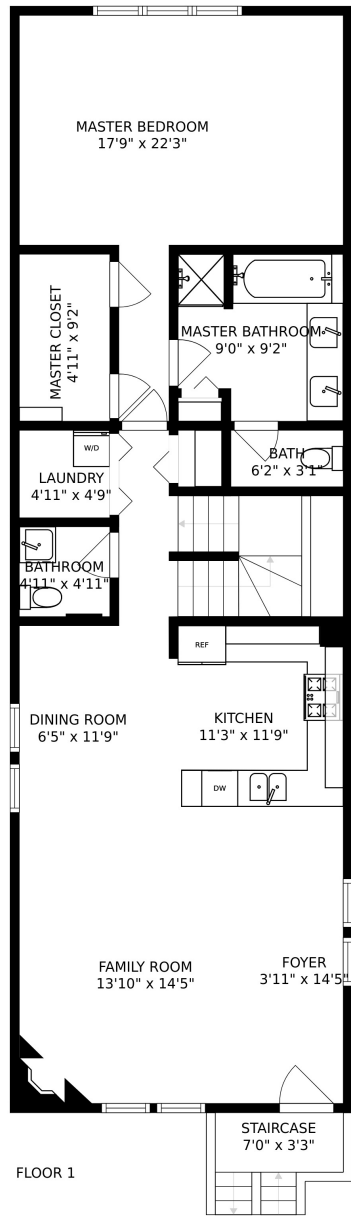 MASTER BEDROOM
17'9" x 22'3"
MASTER CLOSET
4'11" x 9'2"
MASTER BATHROOM
9'0" x 9'2"
W/D
LAUNDRY
4'11" x 4'9"
BATH
6'2" x 3'1"
BATHROOM
4'11" x 4'11"
REF
DINING ROOM
6'5" x 11'9"
KITCHEN
11'3" x 11'9"
DW
FAMILY ROOM
13'10" x 14'5"
FOYER
3'11" x 14'5"
STAIRCASE
7'0" x 3'3"
FLOOR 1